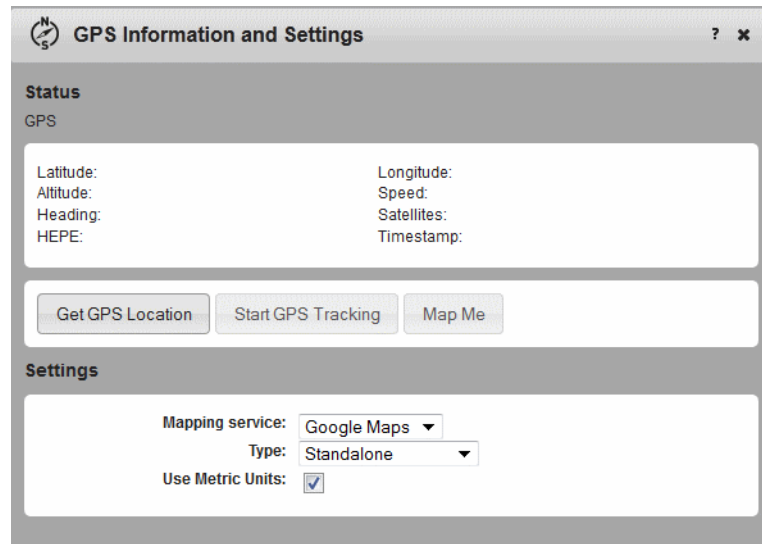 N
S
GPS Information and Settings ? ✖
Status
GPS
Latitude: Longitude:
Altitude: Speed:
Heading: Satellites:
HEPE: Timestamp:
Get GPS Location Start GPS Tracking Map Me
Settings
Mapping service: Google Maps
Type: Standalone
Use Metric Units: